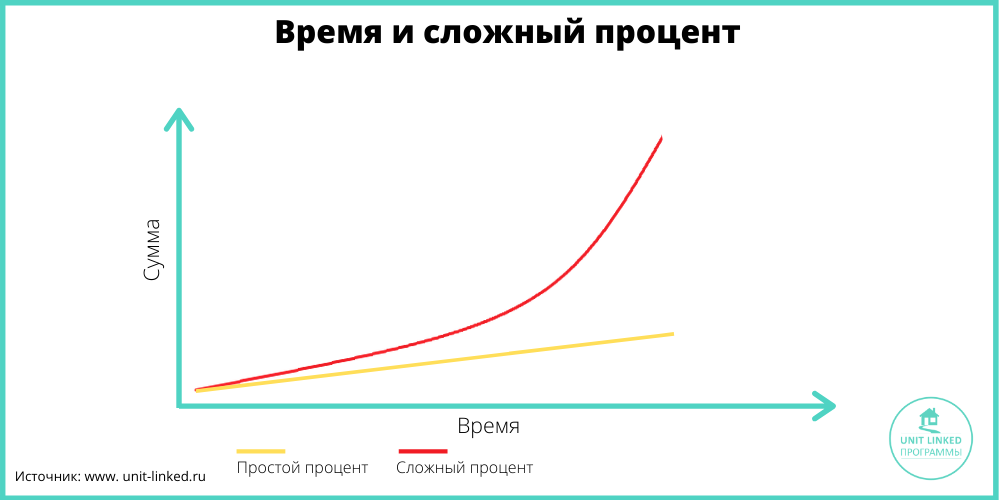 Время и сложный процент
Сумма
Время
Простой процент
Сложный процент
Источник: www. unit-linked.ru
UNIT LINKED
ПРОГРАММЫ